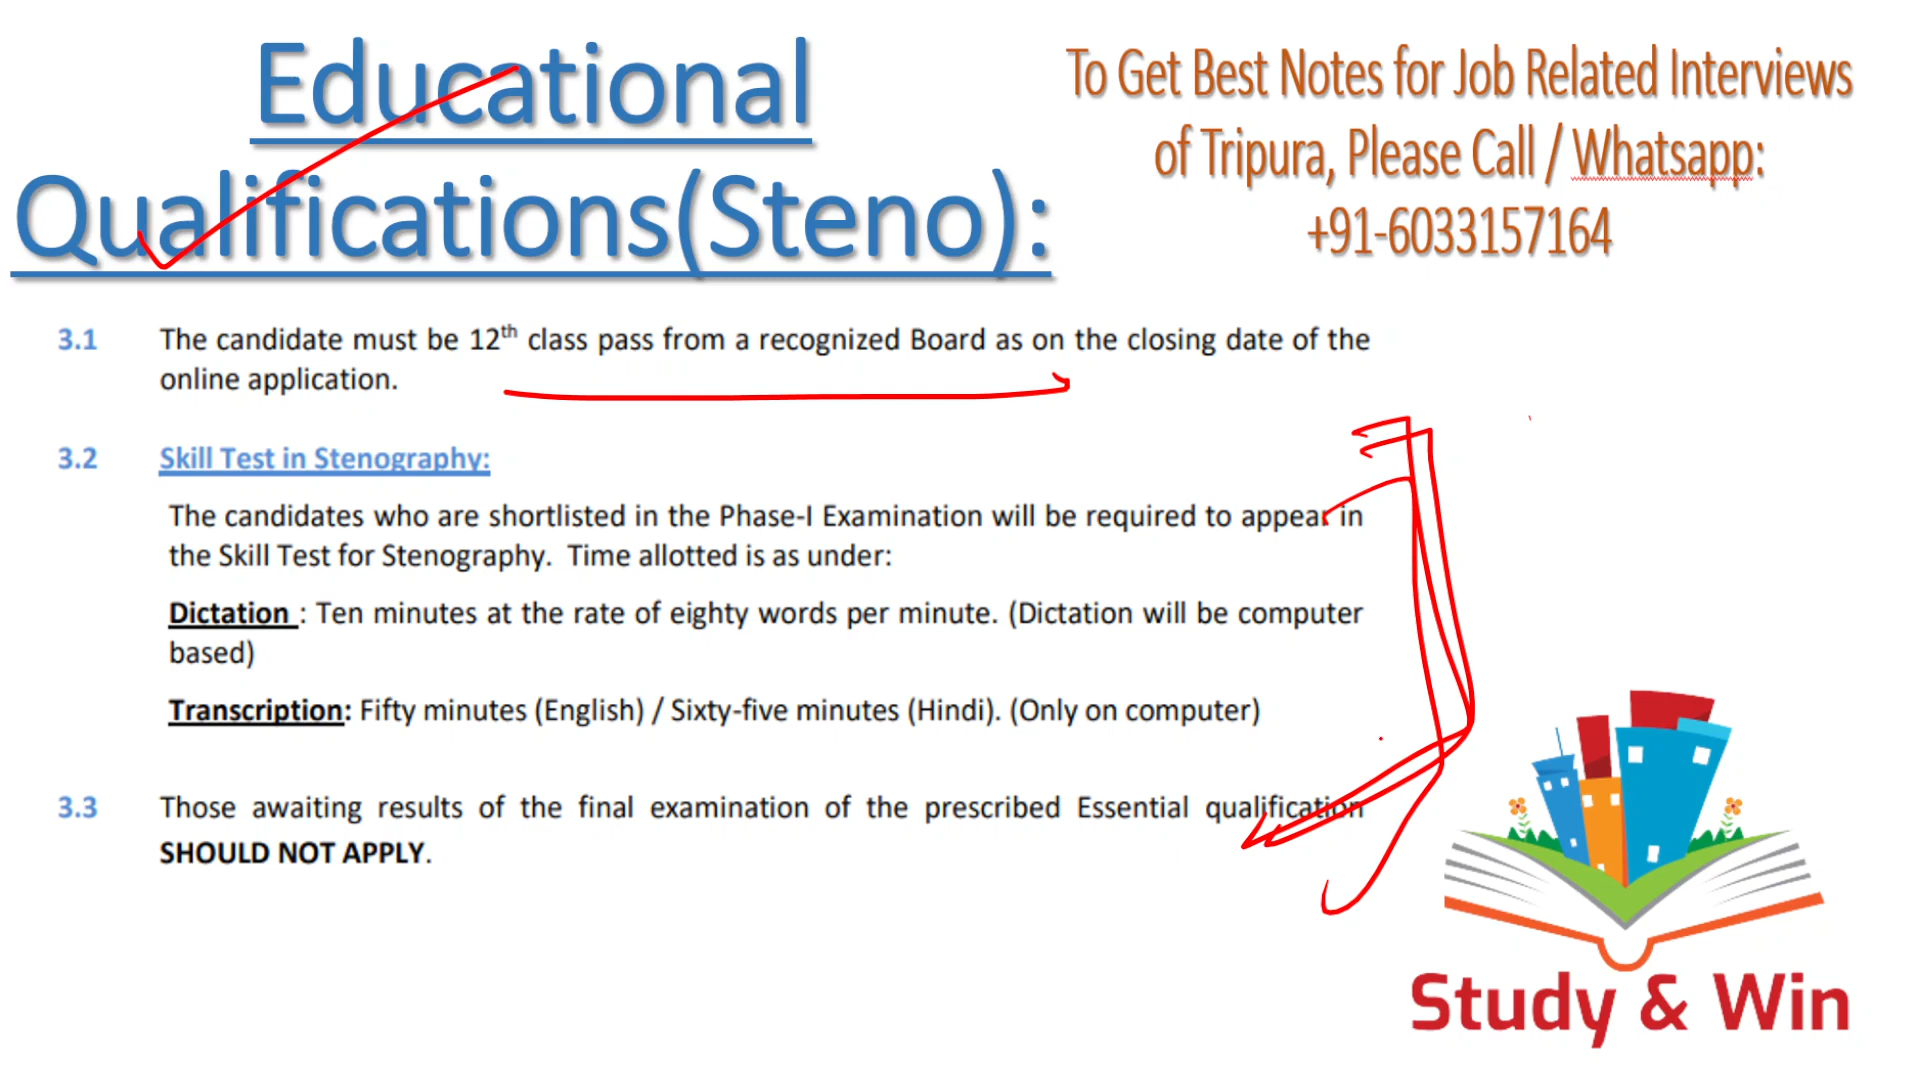 Educational
Qualifications(Steno):
To Get Best Notes for Job Related Interviews
of Tripura, Please Call / Whatsapp:
+91-6033157164
3.1 The candidate must be 12th class pass from a recognized Board as on the closing date of the
online application.
3.2 Skill Test in Stenography:
The candidates who are shortlisted in the Phase-I Examination will be required to appear in
the Skill Test for Stenography. Time allotted is as under:
Dictation : Ten minutes at the rate of eighty words per minute. (Dictation will be computer
based)
Transcription: Fifty minutes (English) / Sixty-five minutes (Hindi). (Only on computer)
3.3 Those awaiting results of the final examination of the prescribed Essential qualification
SHOULD NOT APPLY.
Study & Win